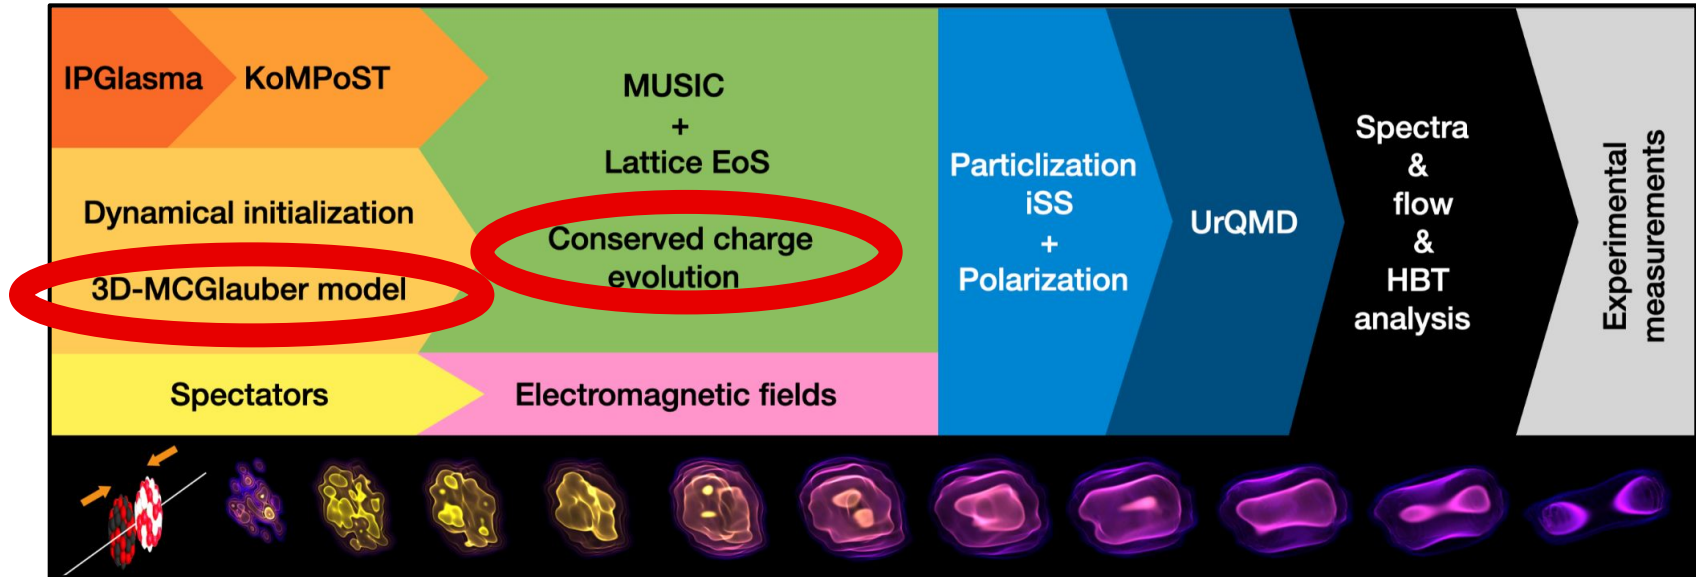 IPGlasma
KoMPoST
Dynamical initialization
3D-MCGlauber model
Spectators
MUSIC
+
Lattice EoS
Conserved charge
evolution
Electromagnetic fields
Particlization
iSS
+
Polarization
UrQMD
Spectra
&
flow
&
HBT
analysis
Experimental
measurements